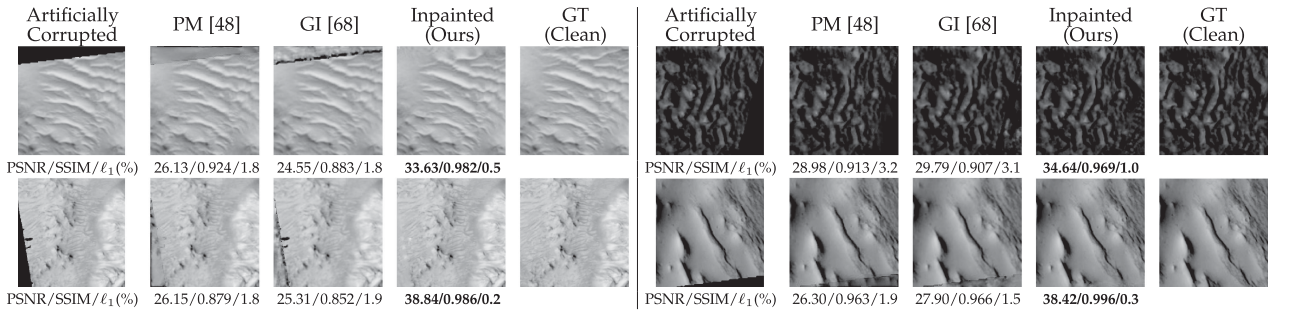 Artificially Corrupted PM [48] GI [68] Inpainted (Ours) GT (Clean) Artificially Corrupted PM [48] GI [68] Inpainted (Ours) GT (Clean)
PSNR/SSIM/ℓ₁(%) 26.13/0.924/1.8 24.55/0.883/1.8 33.63/0.982/0.5 PSNR/SSIM/ℓ₁(%) 28.98/0.913/3.2 29.79/0.907/3.1 34.64/0.969/1.0
PSNR/SSIM/ℓ₁(%) 26.15/0.879/1.8 25.31/0.852/1.9 38.84/0.986/0.2 PSNR/SSIM/ℓ₁(%) 26.30/0.963/1.9 27.90/0.966/1.5 38.42/0.996/0.3